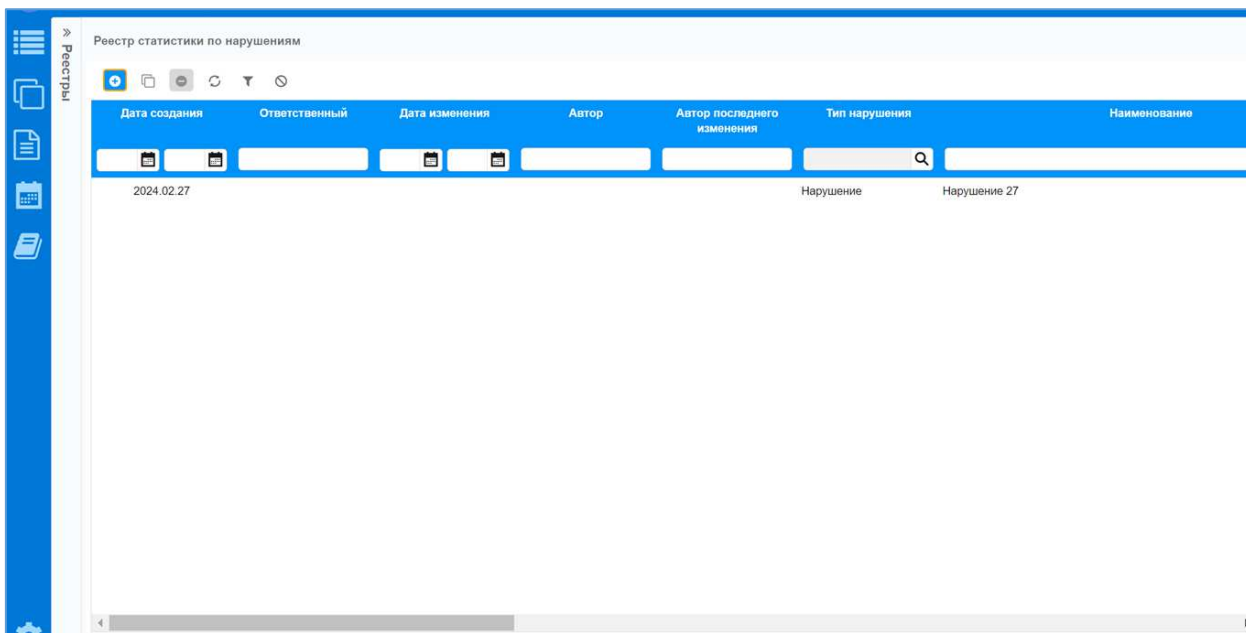 Реестры
Реестр статистики по нарушениям
Дата создания Ответственный Дата изменения Автор Автор последнего изменения Тип нарушения Наименование
2024.02.27 Нарушение Нарушение 27